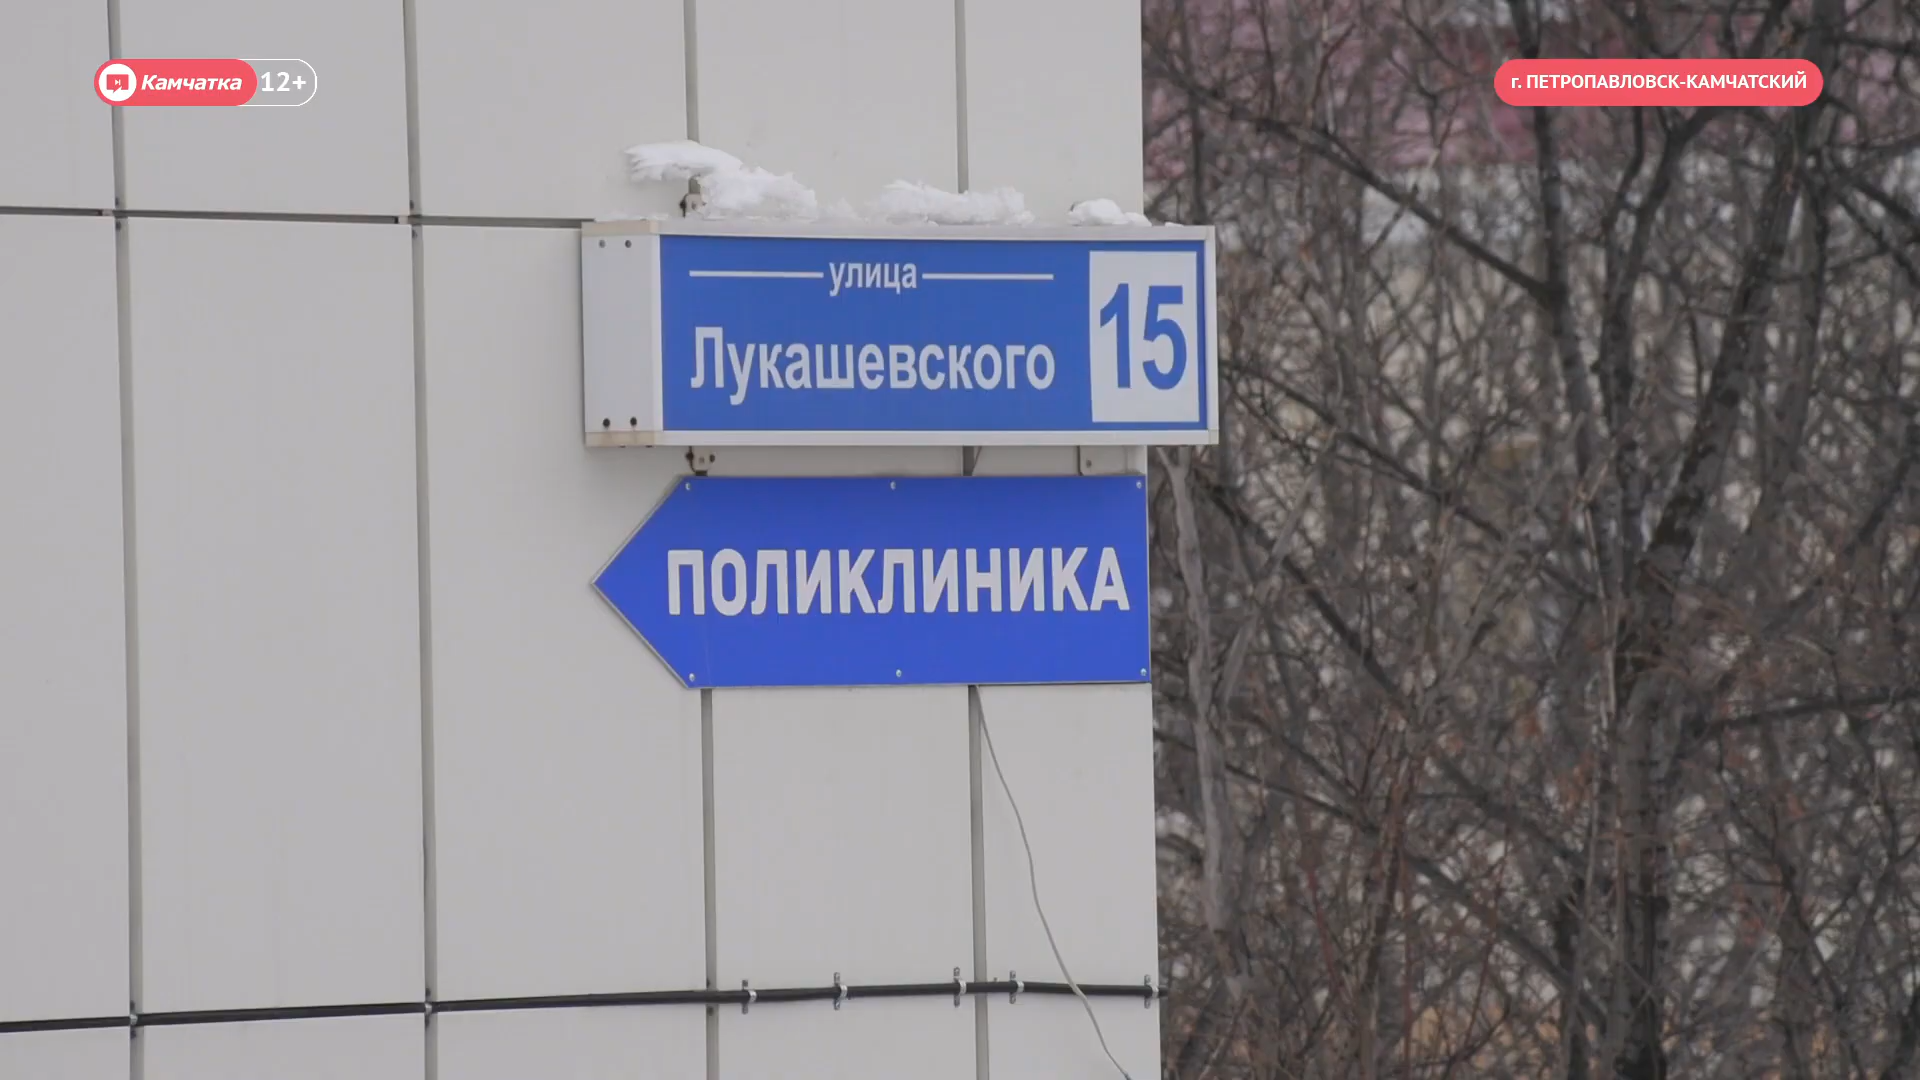 Камчатка 12+
г. ПЕТРОПАВЛОВСК-КАМЧАТСКИЙ
улица
Лукашевского 15
ПОЛИКЛИНИКА